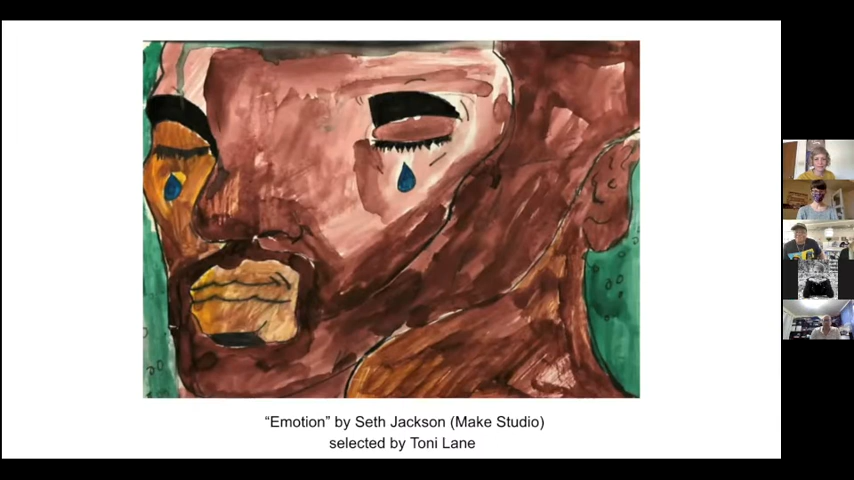 “Emotion” by Seth Jackson (Make Studio)
selected by Toni Lane